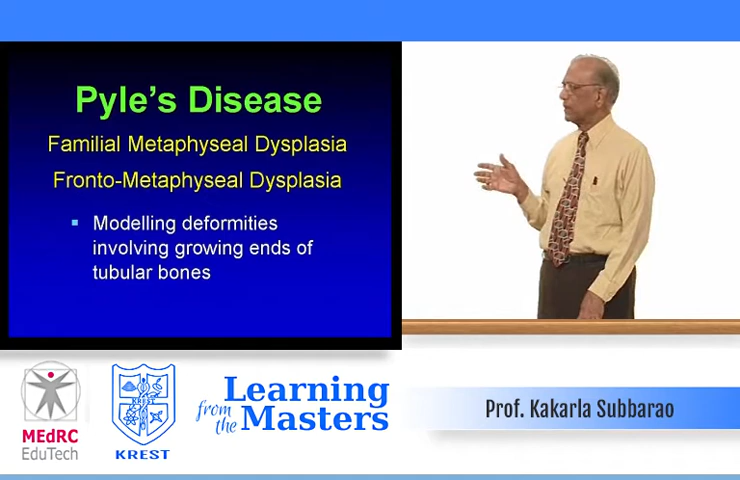 Pyle's Disease
Familial Metaphyseal Dysplasia
Fronto-Metaphyseal Dysplasia
Modelling deformities
involving growing ends of
tubular bones
MEdRC
EduTech
KREST
KREST
Learning
from the
Masters
Prof. Kakarla Subbarao